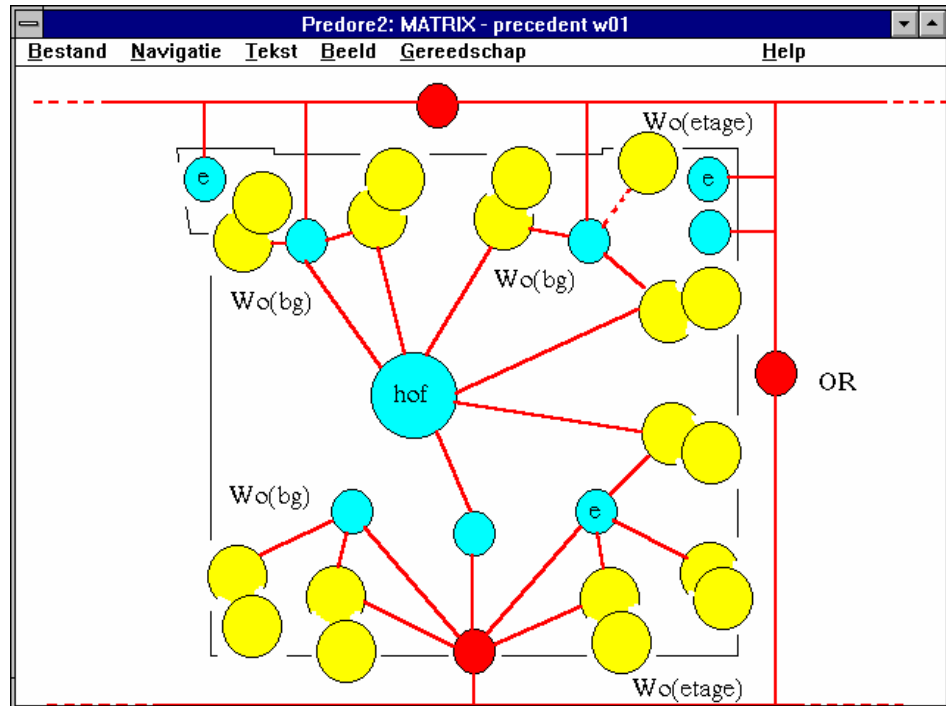 Predore2: MATRIX - precedent w01
Bestand Navigatie Tekst Beeld Gereedschap Help
Wo(etage)
e
e
Wo(bg)
Wo(bg)
hof
OR
Wo(bg)
e
Wo(etage)